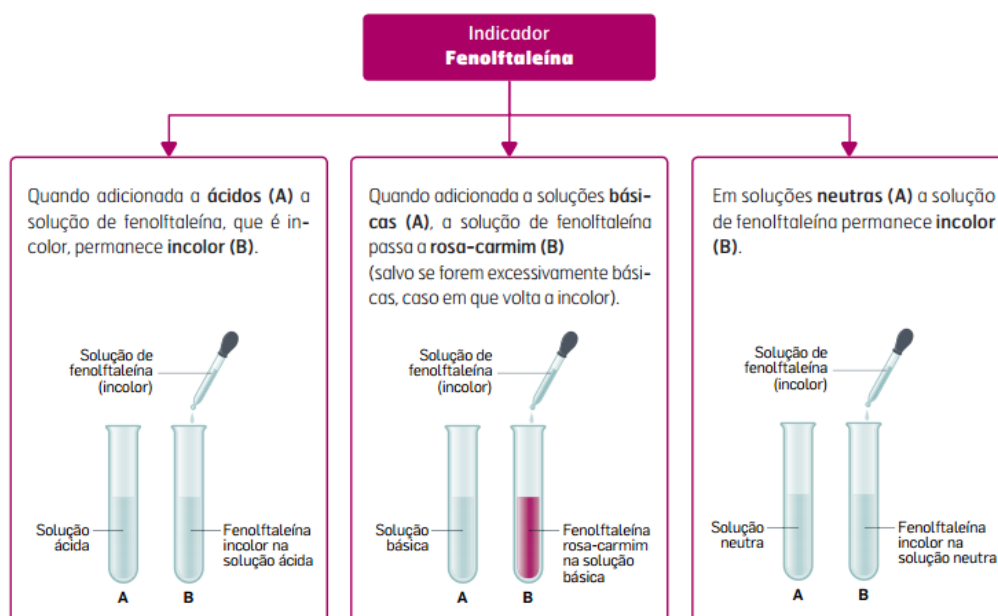 Indicador
Fenolftaleína
Quando adicionada a ácidos (A) a
solução de fenolftaleína, que é in-
color, permanece incolor (B).
Solução de
fenolftaleína
(incolor)
Solução
ácida
Fenolftaleína
incolor na
solução ácida
A
B
Quando adicionada a soluções bási-
cas (A), a solução de fenolftaleína
passa a rosa-carmim (B)
(salvo se forem excessivamente bási-
cas, caso em que volta a incolor).
Solução de
fenolftaleína
(incolor)
Solução
básica
Fenolftaleína
rosa-carmim
na solução
básica
A
B
Em soluções neutras (A) a solução
de fenolftaleína permanece incolor
(B).
Solução de
fenolftaleína
(incolor)
Solução
neutra
Fenolftaleína
incolor na
solução neutra
A
B